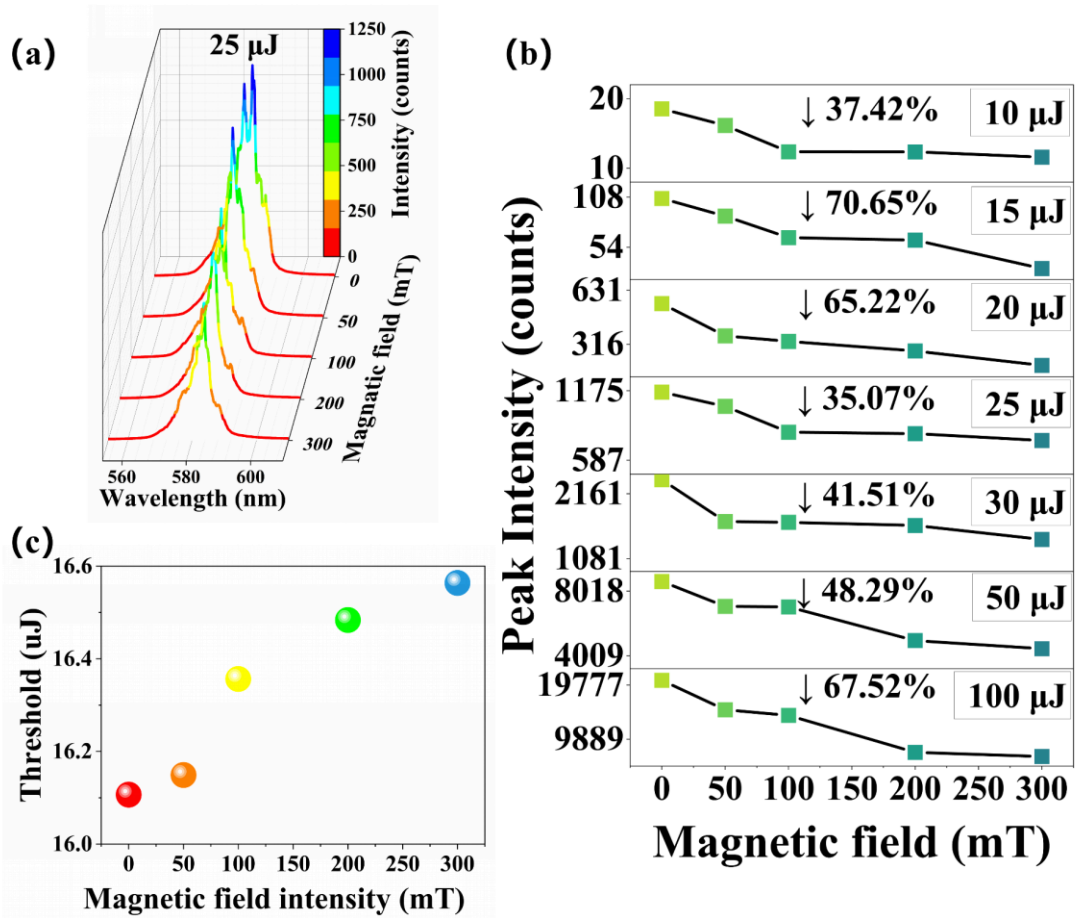 (a)
25 μJ
1250
1000
750
500
250
0
Intensity (counts)
0
50
100
200
300
Magnatic field (mT)
560
580
600
Wavelength (nm)
(b)
Peak Intensity (counts)
20
10
↓ 37.42%
10 μJ
108
54
↓ 70.65%
15 μJ
631
316
↓ 65.22%
20 μJ
1175
587
↓ 35.07%
25 μJ
2161
1081
↓ 41.51%
30 μJ
8018
4009
↓ 48.29%
50 μJ
19777
9889
↓ 67.52%
100 μJ
0 50 100 150 200 250 300
Magnetic field (mT)
(c)
Threshold (uJ)
16.6
16.4
16.2
16.0
0 50 100 150 200 250 300
Magnetic field intensity (mT)